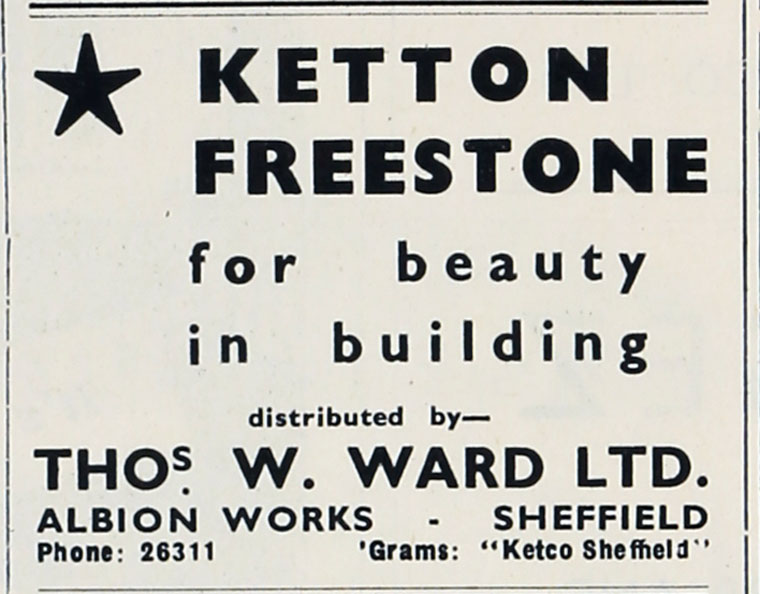 KETTON
FREESTONE
for beauty
in building
distributed by—
THOS. W. WARD LTD.
ALBION WORKS - SHEFFIELD
Phone: 26311 'Grams: "Ketco Sheffield"